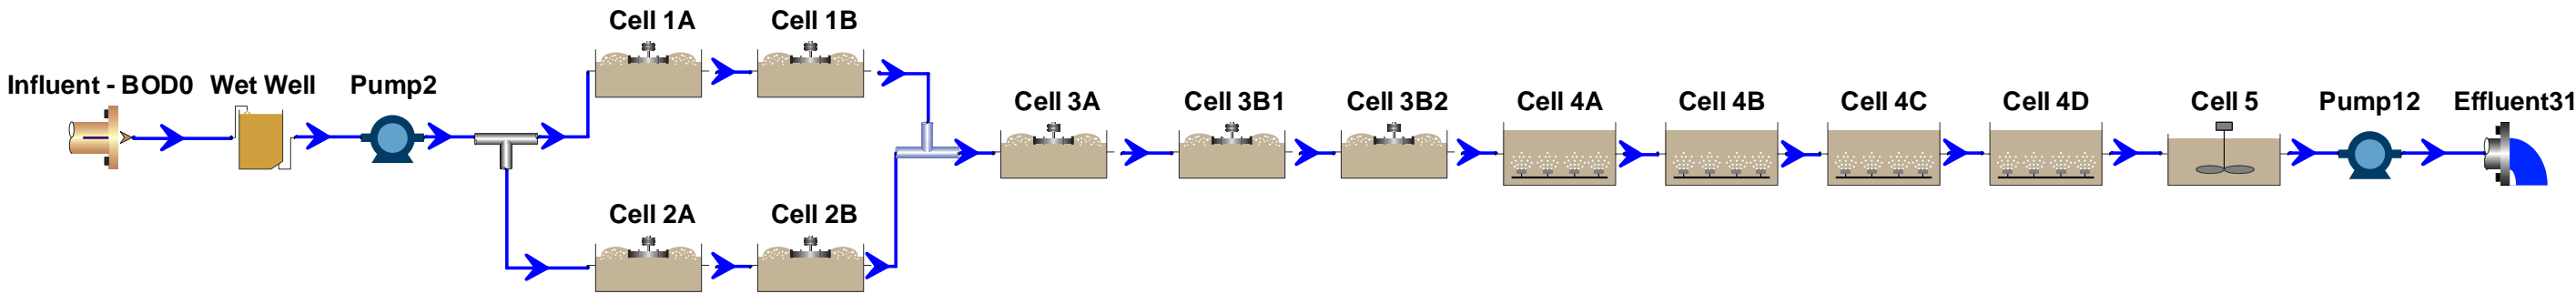 Influent - BOD0
Wet Well
Pump2
Cell 1A
Cell 1B
Cell 2A
Cell 2B
Cell 3A
Cell 3B1
Cell 3B2
Cell 4A
Cell 4B
Cell 4C
Cell 4D
Cell 5
Pump12
Effluent31